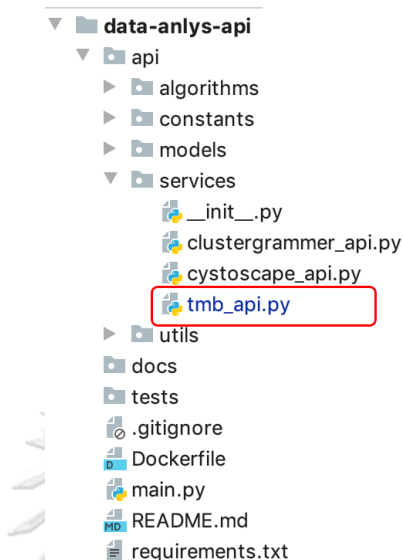 data-anlys-api
api
algorithms
constants
models
services
__init__.py
clustergrammer_api.py
cystoscape_api.py
tmb_api.py
utils
docs
tests
.gitignore
D Dockerfile
main.py
MD README.md
requirements.txt